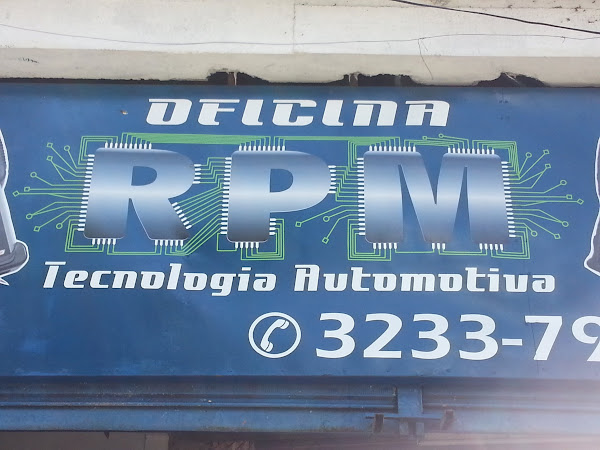 OFICINA
RPM
Tecnologia Automotiva
3233-79